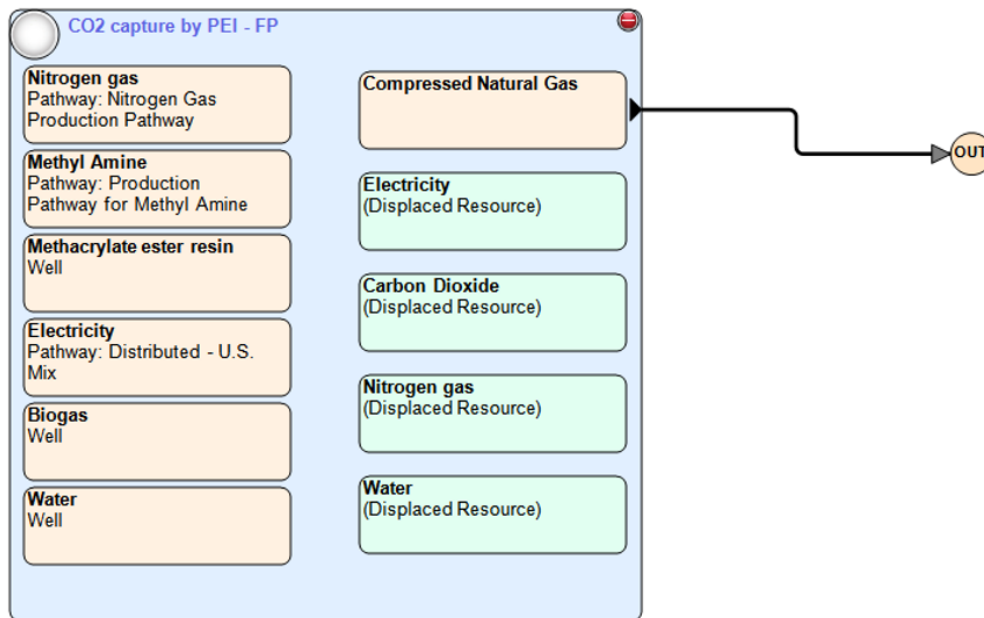 CO2 capture by PEI - FP
Nitrogen gas
Pathway: Nitrogen Gas
Production Pathway
Methyl Amine
Pathway: Production
Pathway for Methyl Amine
Methacrylate ester resin
Well
Electricity
Pathway: Distributed - U.S.
Mix
Biogas
Well
Water
Well
Compressed Natural Gas
Electricity
(Displaced Resource)
Carbon Dioxide
(Displaced Resource)
Nitrogen gas
(Displaced Resource)
Water
(Displaced Resource)
OUT